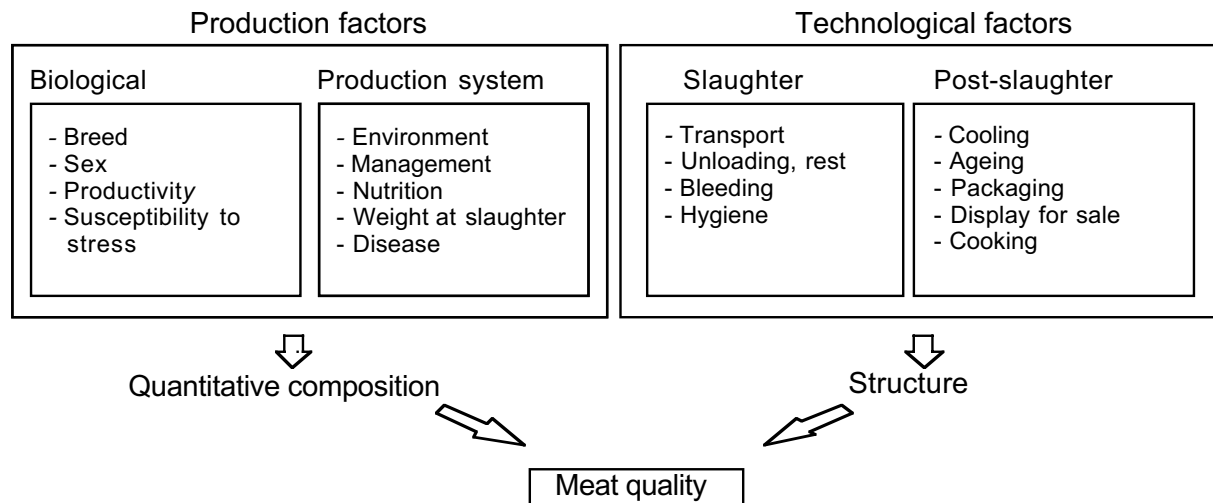 Production factors
Biological
- Breed
- Sex
- Productivity
- Susceptibility to
stress
Production system
- Environment
- Management
- Nutrition
- Weight at slaughter
- Disease
Technological factors
Slaughter
- Transport
- Unloading, rest
- Bleeding
- Hygiene
Post-slaughter
- Cooling
- Ageing
- Packaging
- Display for sale
- Cooking
Quantitative composition
Structure
Meat quality